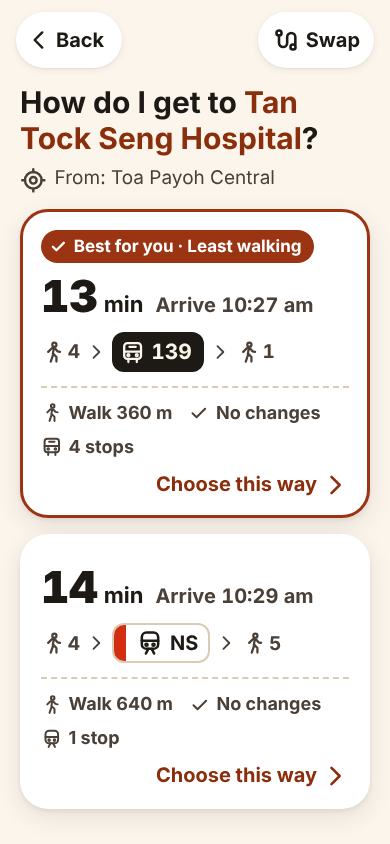 Back
Swap
How do I get to Tan
Tock Seng Hospital?
From: Toa Payoh Central
Best for you · Least walking
13 min Arrive 10:27 am
4 139 1
Walk 360 m No changes
4 stops
Choose this way
14 min Arrive 10:29 am
4 NS 5
Walk 640 m No changes
1 stop
Choose this way